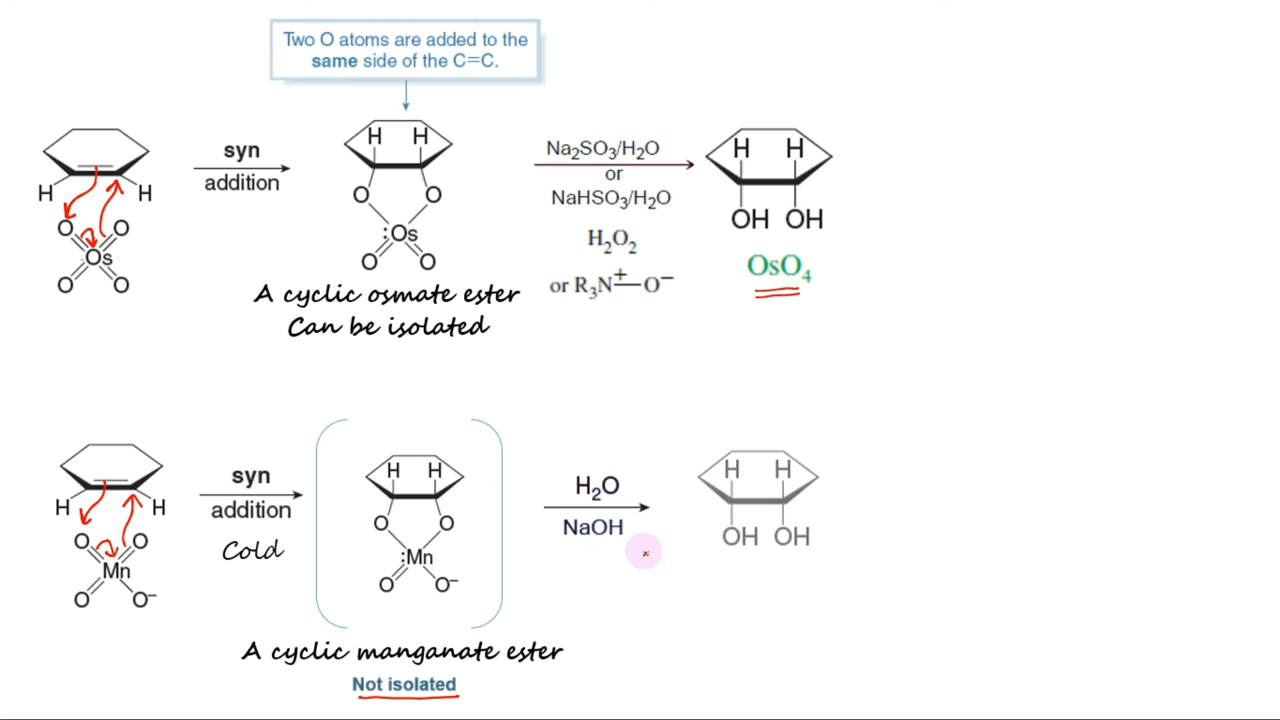 Two O atoms are added to the
same side of the C=C.
H H
O O
Os
O O
syn
addition
H H
O O
:Os
O O
A cyclic osmate ester
Can be isolated
Na₂SO₃/H₂O
or
NaHSO₃/H₂O
H₂O₂
or R₃N⁺—O⁻
H H
OH OH
OsO₄
H H
O O
Mn
O O⁻
syn
addition
Cold
H H
O O
:Mn
O O⁻
A cyclic manganate ester
Not isolated
H₂O
NaOH
H H
OH OH